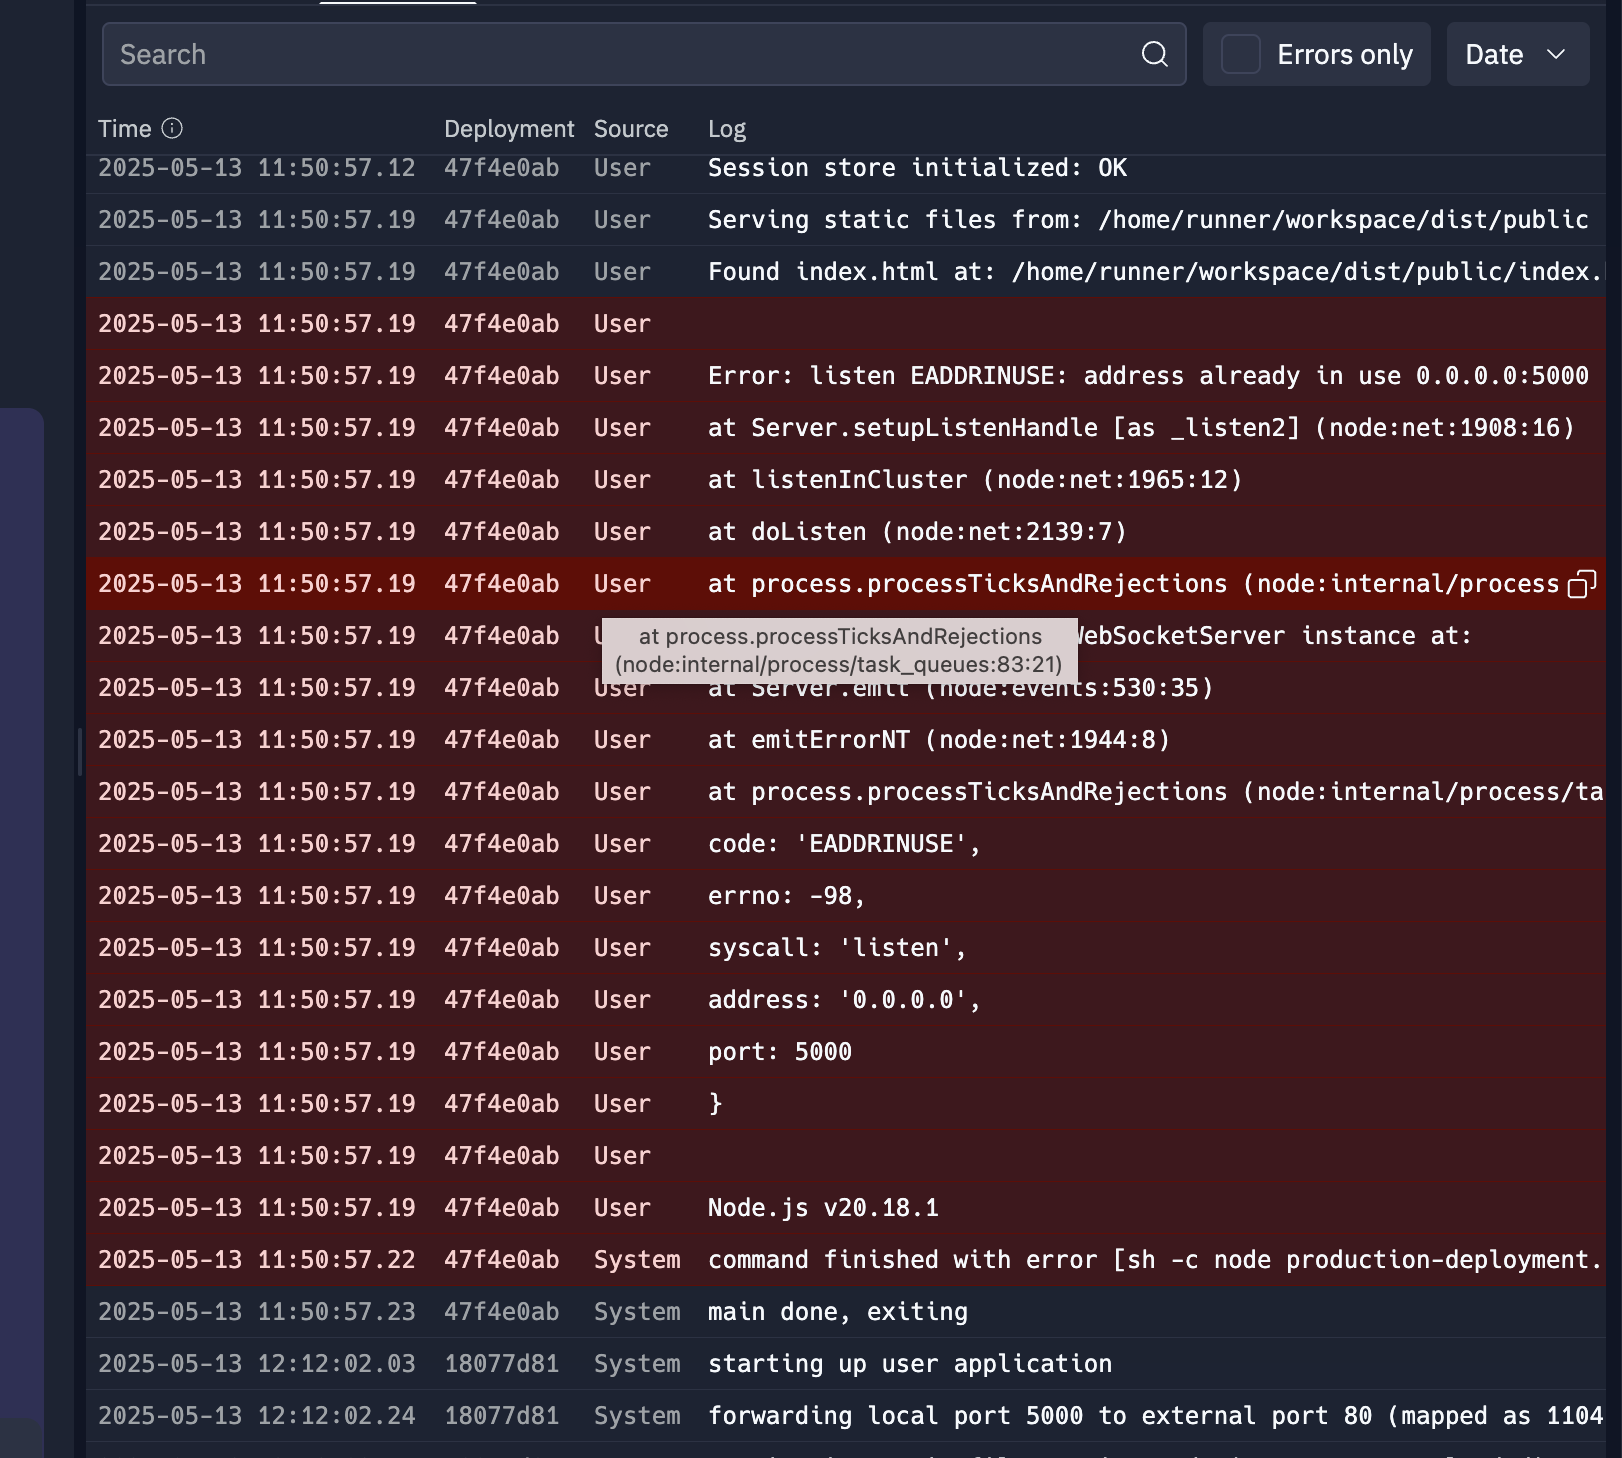 Search
Errors only
Date
Time Deployment Source Log
2025-05-13 11:50:57.12 47f4e0ab User Session store initialized: OK
2025-05-13 11:50:57.19 47f4e0ab User Serving static files from: /home/runner/workspace/dist/public
2025-05-13 11:50:57.19 47f4e0ab User Found index.html at: /home/runner/workspace/dist/public/index.
2025-05-13 11:50:57.19 47f4e0ab User
2025-05-13 11:50:57.19 47f4e0ab User Error: listen EADDRINUSE: address already in use 0.0.0.0:5000
2025-05-13 11:50:57.19 47f4e0ab User at Server.setupListenHandle [as _listen2] (node:net:1908:16)
2025-05-13 11:50:57.19 47f4e0ab User at listenInCluster (node:net:1965:12)
2025-05-13 11:50:57.19 47f4e0ab User at doListen (node:net:2139:7)
2025-05-13 11:50:57.19 47f4e0ab User at process.processTicksAndRejections (node:internal/process
at process.processTicksAndRejections
(node:internal/process/task_queues:83:21)
2025-05-13 11:50:57.19 47f4e0ab WebSocketServer instance at:
2025-05-13 11:50:57.19 47f4e0ab User at Server.emit (node:events:530:35)
2025-05-13 11:50:57.19 47f4e0ab User at emitErrorNT (node:net:1944:8)
2025-05-13 11:50:57.19 47f4e0ab User at process.processTicksAndRejections (node:internal/process/ta
2025-05-13 11:50:57.19 47f4e0ab User code: 'EADDRINUSE',
2025-05-13 11:50:57.19 47f4e0ab User errno: -98,
2025-05-13 11:50:57.19 47f4e0ab User syscall: 'listen',
2025-05-13 11:50:57.19 47f4e0ab User address: '0.0.0.0',
2025-05-13 11:50:57.19 47f4e0ab User port: 5000
2025-05-13 11:50:57.19 47f4e0ab User }
2025-05-13 11:50:57.19 47f4e0ab User
2025-05-13 11:50:57.19 47f4e0ab User Node.js v20.18.1
2025-05-13 11:50:57.22 47f4e0ab System command finished with error [sh -c node production-deployment.
2025-05-13 11:50:57.23 47f4e0ab System main done, exiting
2025-05-13 12:12:02.03 18077d81 System starting up user application
2025-05-13 12:12:02.24 18077d81 System forwarding local port 5000 to external port 80 (mapped as 1104